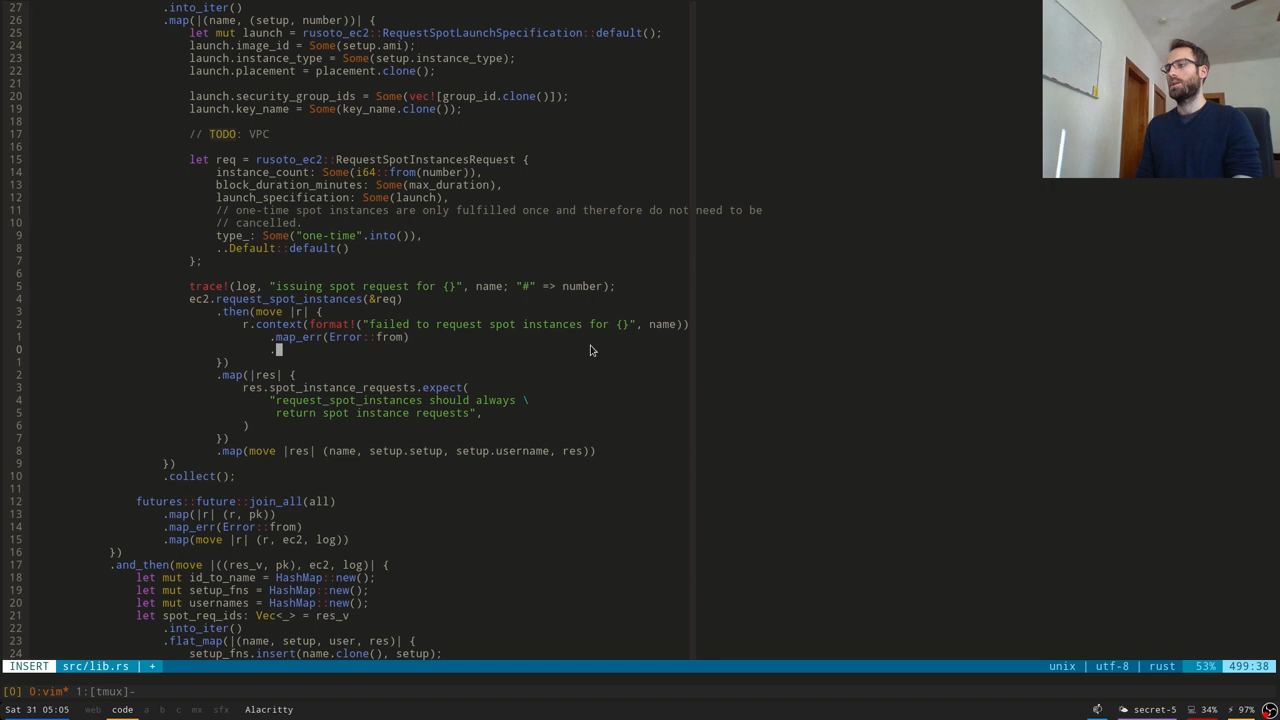 27                     .into_iter()
26                     .map(|(name, (setup, number))| {
25                         let mut launch = rusoto_ec2::RequestSpotLaunchSpecification::default();
24                         launch.image_id = Some(setup.ami);
23                         launch.instance_type = Some(setup.instance_type);
22                         launch.placement = placement.clone();
21
20                         launch.security_group_ids = Some(vec![group_id.clone()]);
19                         launch.key_name = Some(key_name.clone());
18
17                         // TODO: VPC
16
15                         let req = rusoto_ec2::RequestSpotInstancesRequest {
14                             instance_count: Some(i64::from(number)),
13                             block_duration_minutes: Some(max_duration),
12                             launch_specification: Some(launch),
11                             // one-time spot instances are only fulfilled once and therefore do not need to be
10                             // cancelled.
9                             type_: Some("one-time".into()),
8                             ..Default::default()
7                         };
6
5                         trace!(log, "issuing spot request for {}", name; "#" => number);
4                         ec2.request_spot_instances(&req)
3                             .then(move |r| {
2                                 r.context(format!("failed to request spot instances for {}", name))
1                                     .map_err(Error::from)
0                                     .
1                             })
2                             .map(|res| {
3                                 res.spot_instance_requests.expect(
4                                     "request_spot_instances should always \
5                                      return spot instance requests",
6                                 )
7                             })
8                             .map(move |res| (name, setup.setup, setup.username, res))
9                     })
10                     .collect();
11
12                 futures::future::join_all(all)
13                     .map(|r| (r, pk))
14                     .map_err(Error::from)
15                     .map(move |r| (r, ec2, log))
16             })
17             .and_then(move |((res_v, pk), ec2, log)| {
18                 let mut id_to_name = HashMap::new();
19                 let mut setup_fns = HashMap::new();
20                 let mut usernames = HashMap::new();
21                 let spot_req_ids: Vec<_> = res_v
22                     .into_iter()
23                     .flat_map(|(name, setup, user, res)| {
24                         setup_fns.insert(name.clone(), setup);
INSERT src/lib.rs | + unix | utf-8 | rust 53% 499:38
[0] 0:vim* 1:[tmux]-
Sat 31 05:05 web code a b c mx sfx Alacritty secret-5 34% 97%